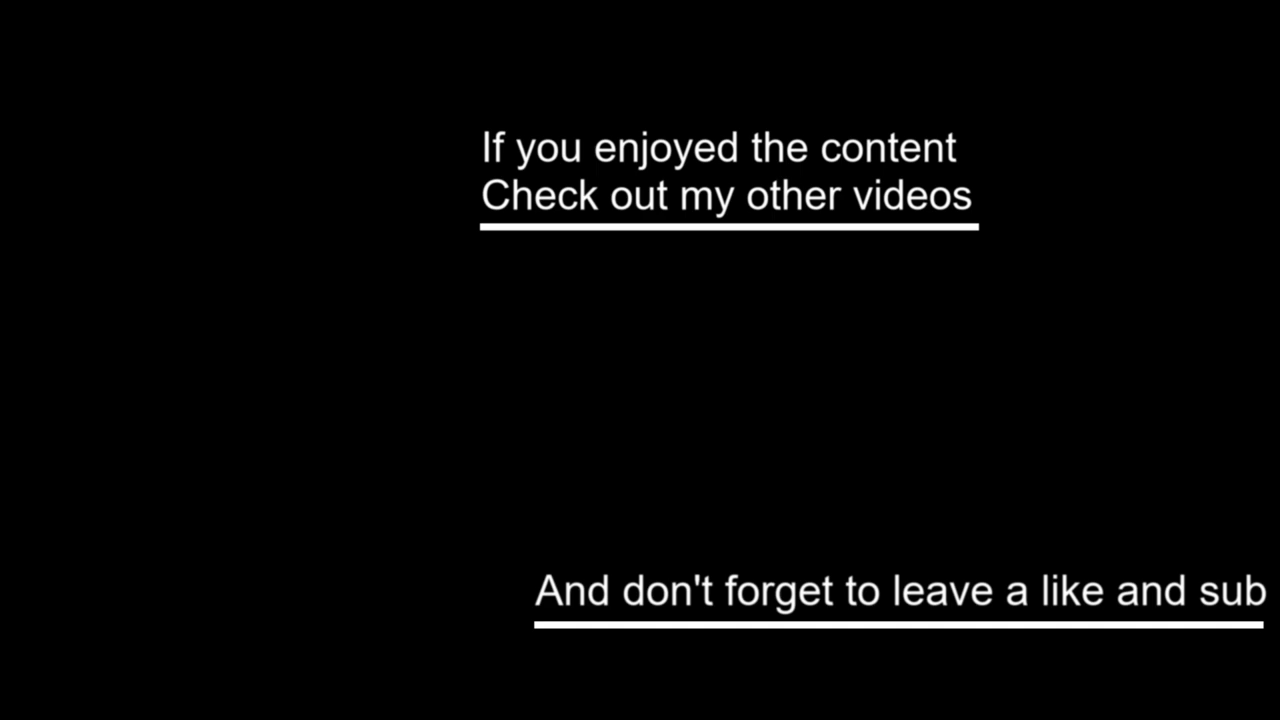 If you enjoyed the content
Check out my other videos
And don't forget to leave a like and sub